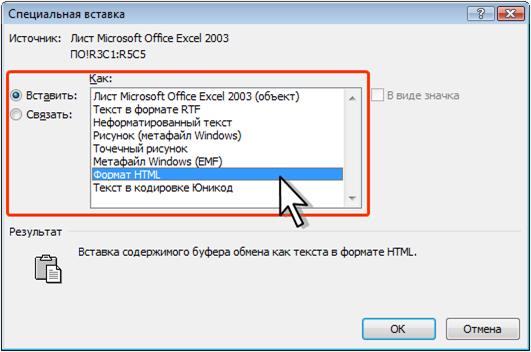 Специальная вставка
Источник: Лист Microsoft Office Excel 2003
ПО!R3C1:R5C5
Как:
Вставить:
Связать:
Лист Microsoft Office Excel 2003 (объект)
Текст в формате RTF
Неформатированный текст
Рисунок (метафайл Windows)
Точечный рисунок
Метафайл Windows (EMF)
Формат HTML
Текст в кодировке Юникод
В виде значка
Результат
Вставка содержимого буфера обмена как текста в формате HTML.
ОК
Отмена